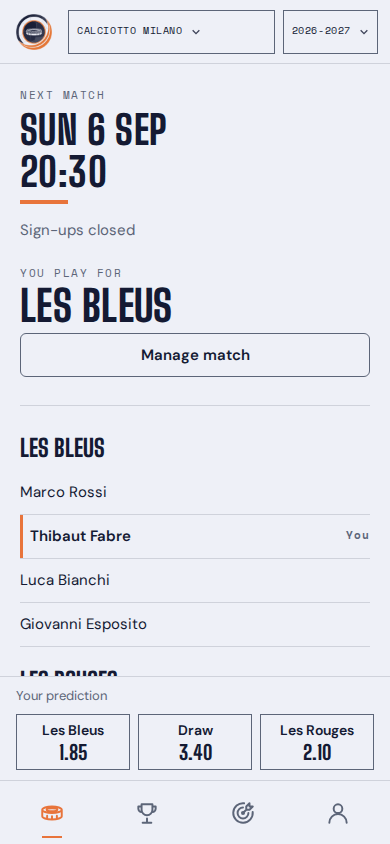 CALCIOTTO MILANO
2026-2027
NEXT MATCH
SUN 6 SEP
20:30
Sign-ups closed
YOU PLAY FOR
LES BLEUS
Manage match
LES BLEUS
Marco Rossi
Thibaut Fabre You
Luca Bianchi
Giovanni Esposito
LES ROUGES
Your prediction
Les Bleus Draw Les Rouges
1.85 3.40 2.10